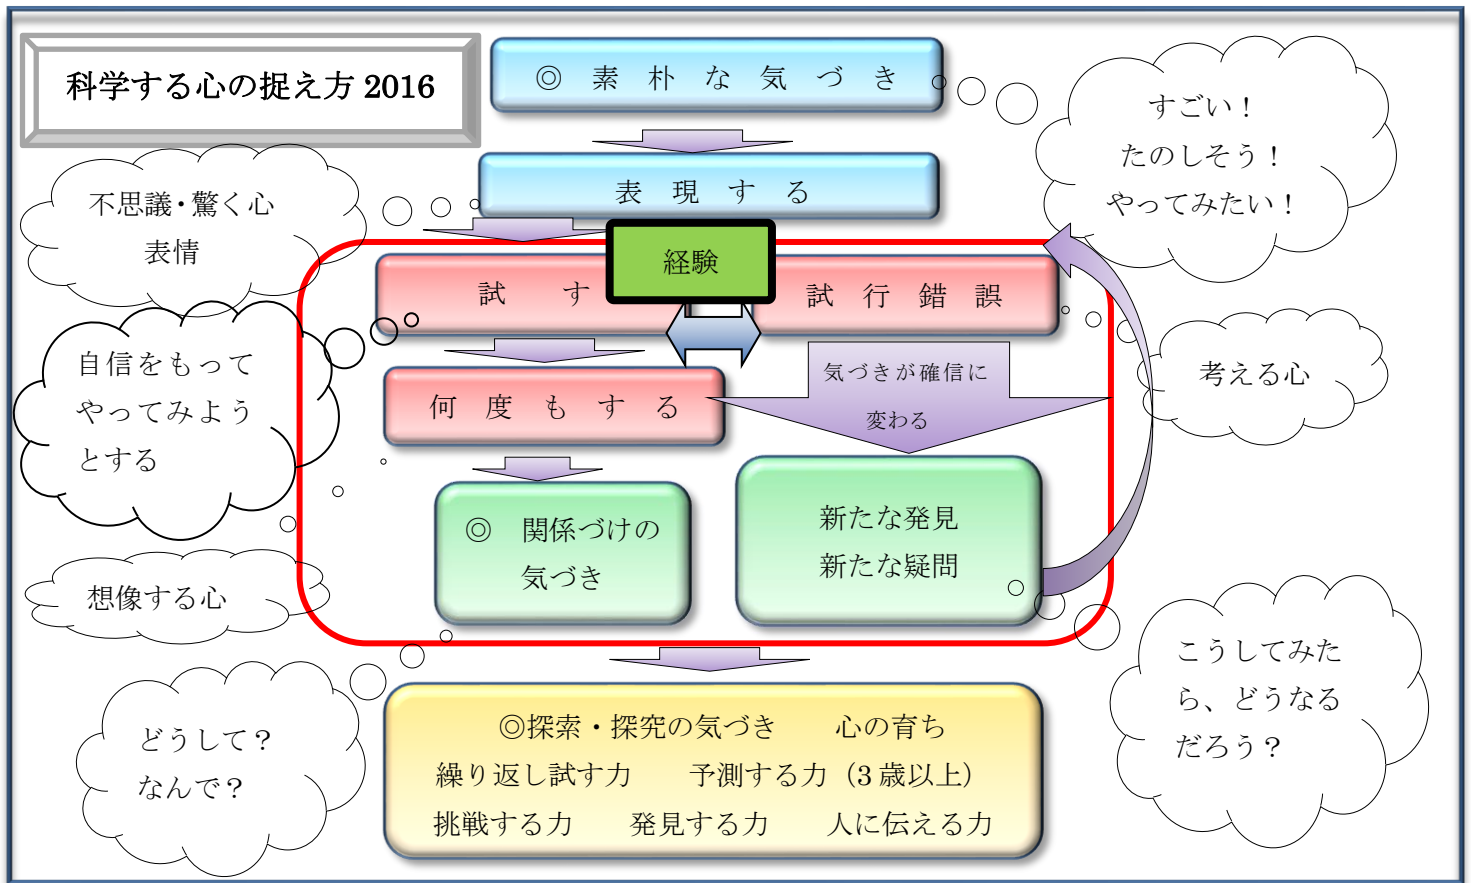 科学する心の捉え方 2016
◎ 素 朴 な 気 づ き
すごい！
たのしそう！
やってみたい！
表 現 す る
不思議・驚く心
表情
経験
試 す
試 行 錯 誤
自信をもって
やってみよう
とする
気づきが確信に
変わる
考える心
何 度 も す る
◎ 関係づけの
気づき
新たな発見
新たな疑問
想像する心
こうしてみた
ら、どうなる
だろう？
どうして？
なんで？
◎探索・探究の気づき 心の育ち
繰り返し試す力 予測する力（3 歳以上）
挑戦する力 発見する力 人に伝える力